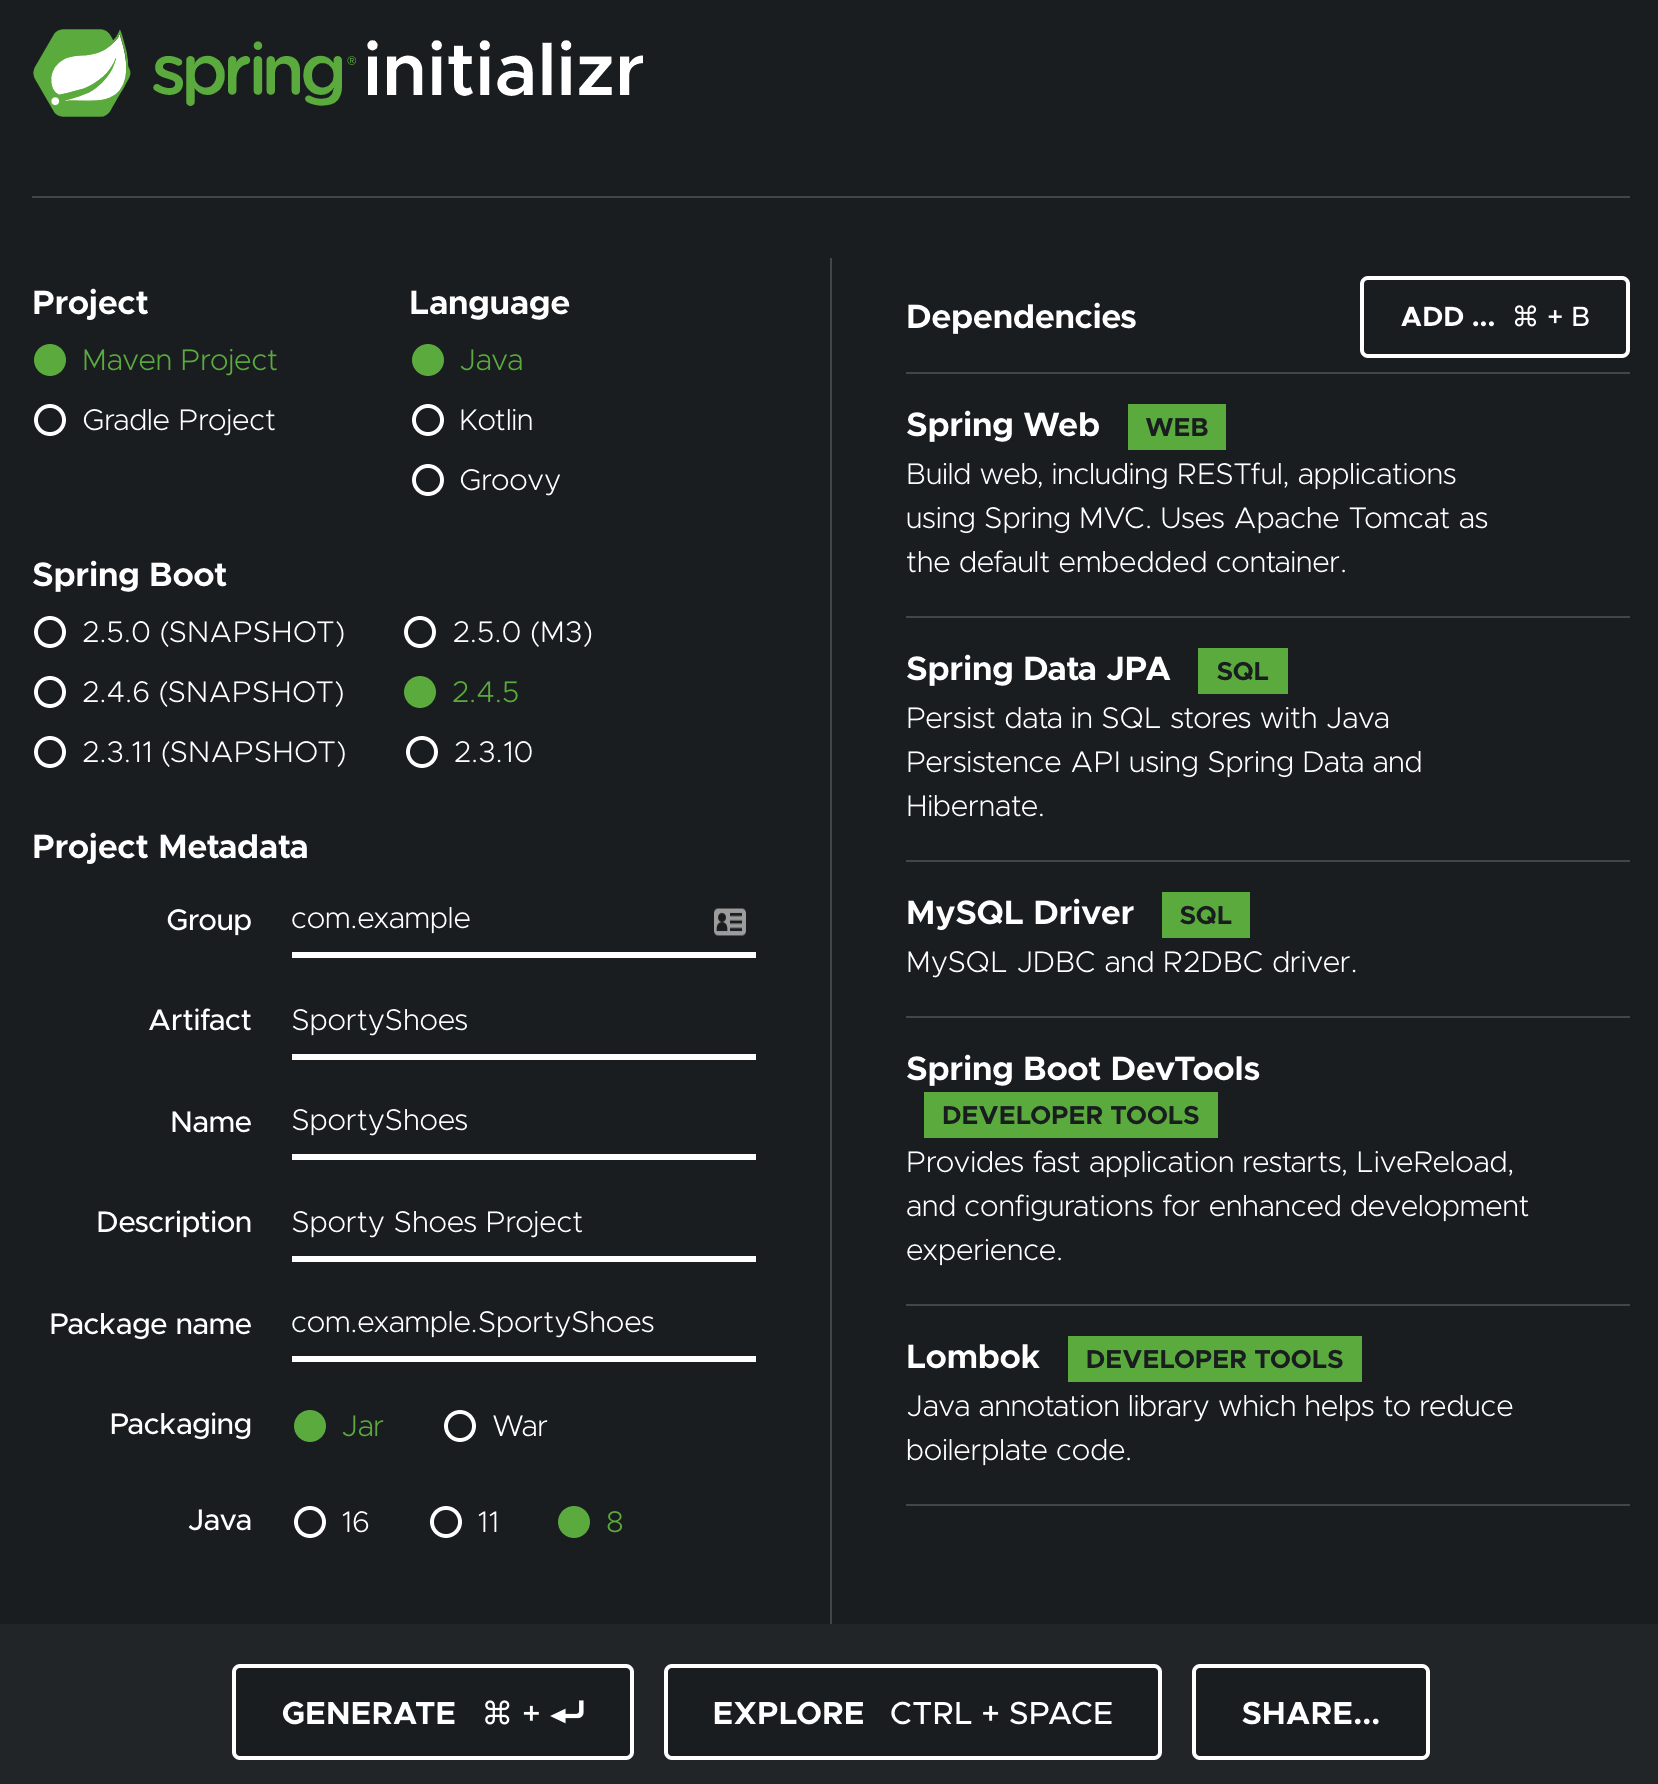 spring® initializr
Project
Maven Project
Gradle Project
Language
Java
Kotlin
Groovy
Spring Boot
2.5.0 (SNAPSHOT)
2.5.0 (M3)
2.4.6 (SNAPSHOT)
2.4.5
2.3.11 (SNAPSHOT)
2.3.10
Project Metadata
Group com.example
Artifact SportyShoes
Name SportyShoes
Description Sporty Shoes Project
Package name com.example.SportyShoes
Packaging Jar War
Java 16 11 8
Dependencies
ADD ... ⌘ + B
Spring Web WEB
Build web, including RESTful, applications
using Spring MVC. Uses Apache Tomcat as
the default embedded container.
Spring Data JPA SQL
Persist data in SQL stores with Java
Persistence API using Spring Data and
Hibernate.
MySQL Driver SQL
MySQL JDBC and R2DBC driver.
Spring Boot DevTools
DEVELOPER TOOLS
Provides fast application restarts, LiveReload,
and configurations for enhanced development
experience.
Lombok DEVELOPER TOOLS
Java annotation library which helps to reduce
boilerplate code.
GENERATE ⌘ + ⏎
EXPLORE CTRL + SPACE
SHARE...